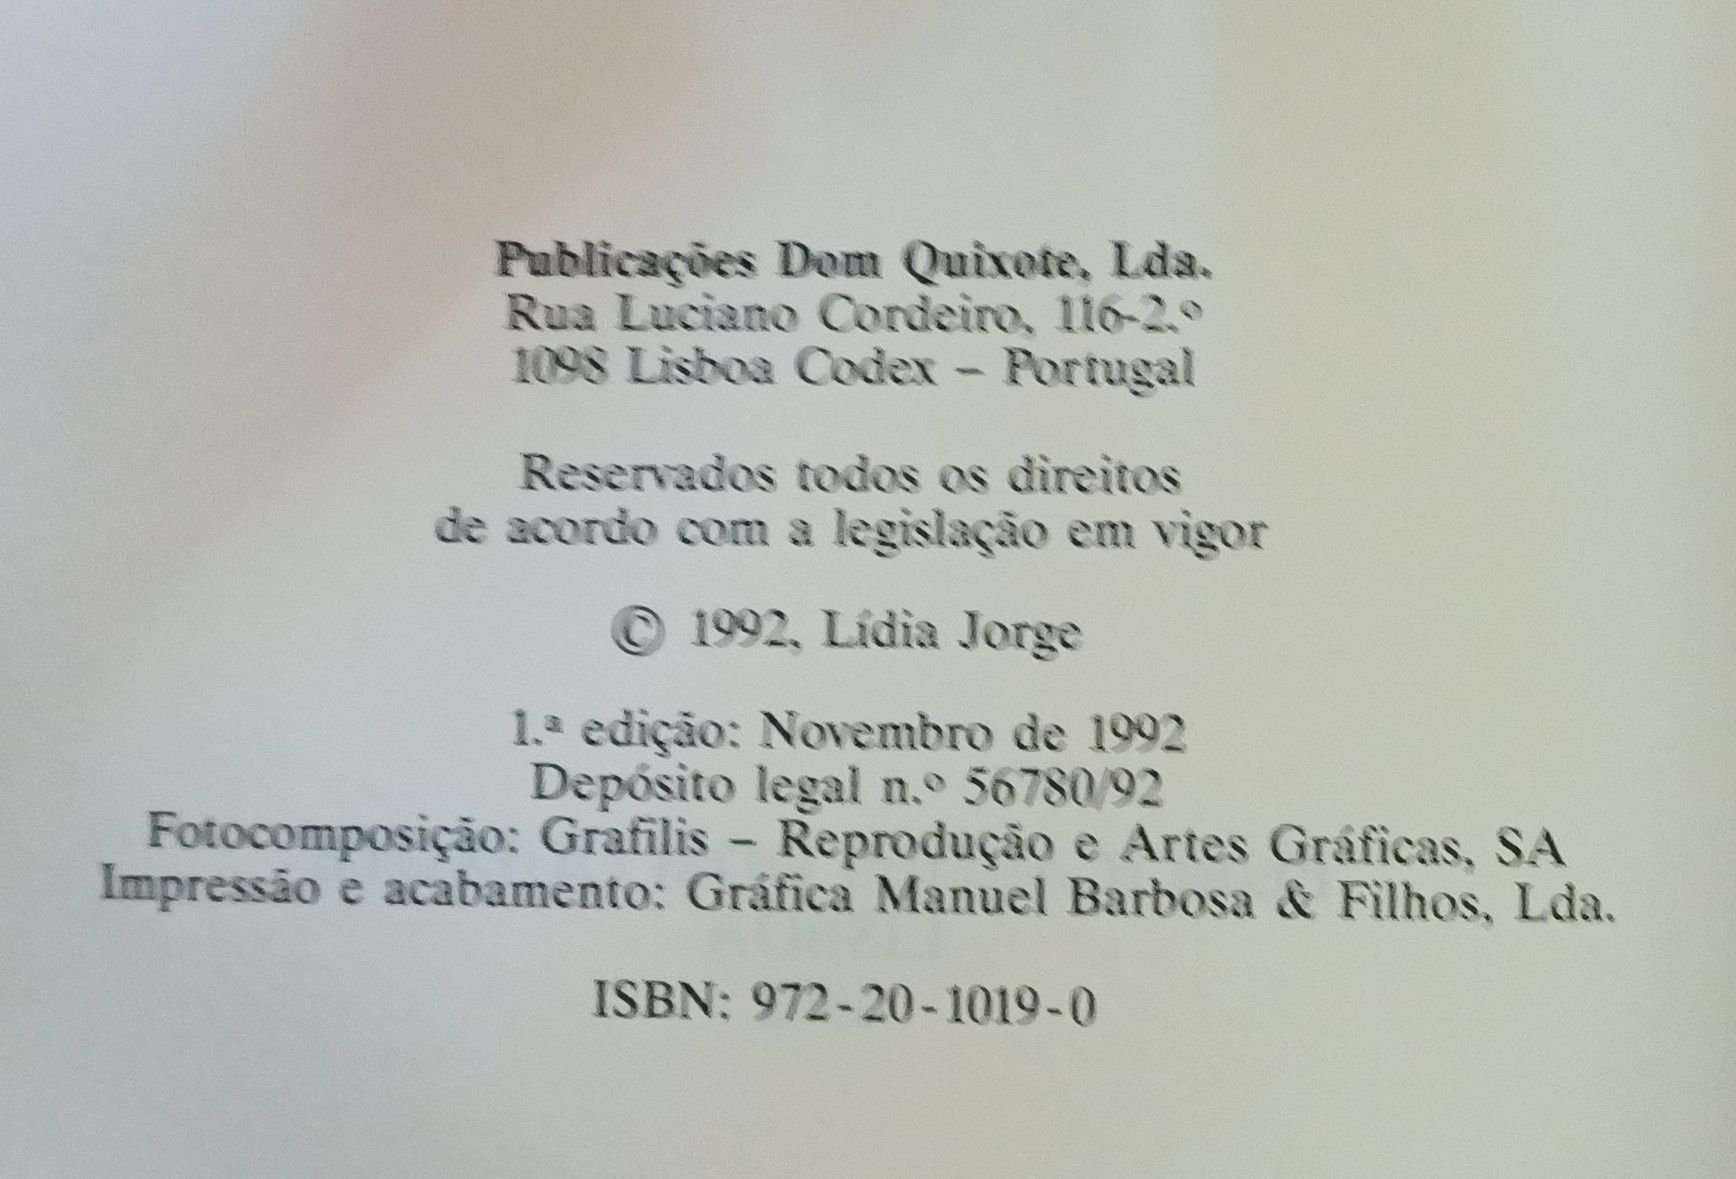 Publicações Dom Quixote, Lda.
Rua Luciano Cordeiro, 116-2.º
1098 Lisboa Codex – Portugal
Reservados todos os direitos
de acordo com a legislação em vigor
© 1992, Lídia Jorge
1.ª edição: Novembro de 1992
Depósito legal n.º 56780/92
Fotocomposição: Grafilis – Reprodução e Artes Gráficas, SA
Impressão e acabamento: Gráfica Manuel Barbosa & Filhos, Lda.
ISBN: 972-20-1019-0